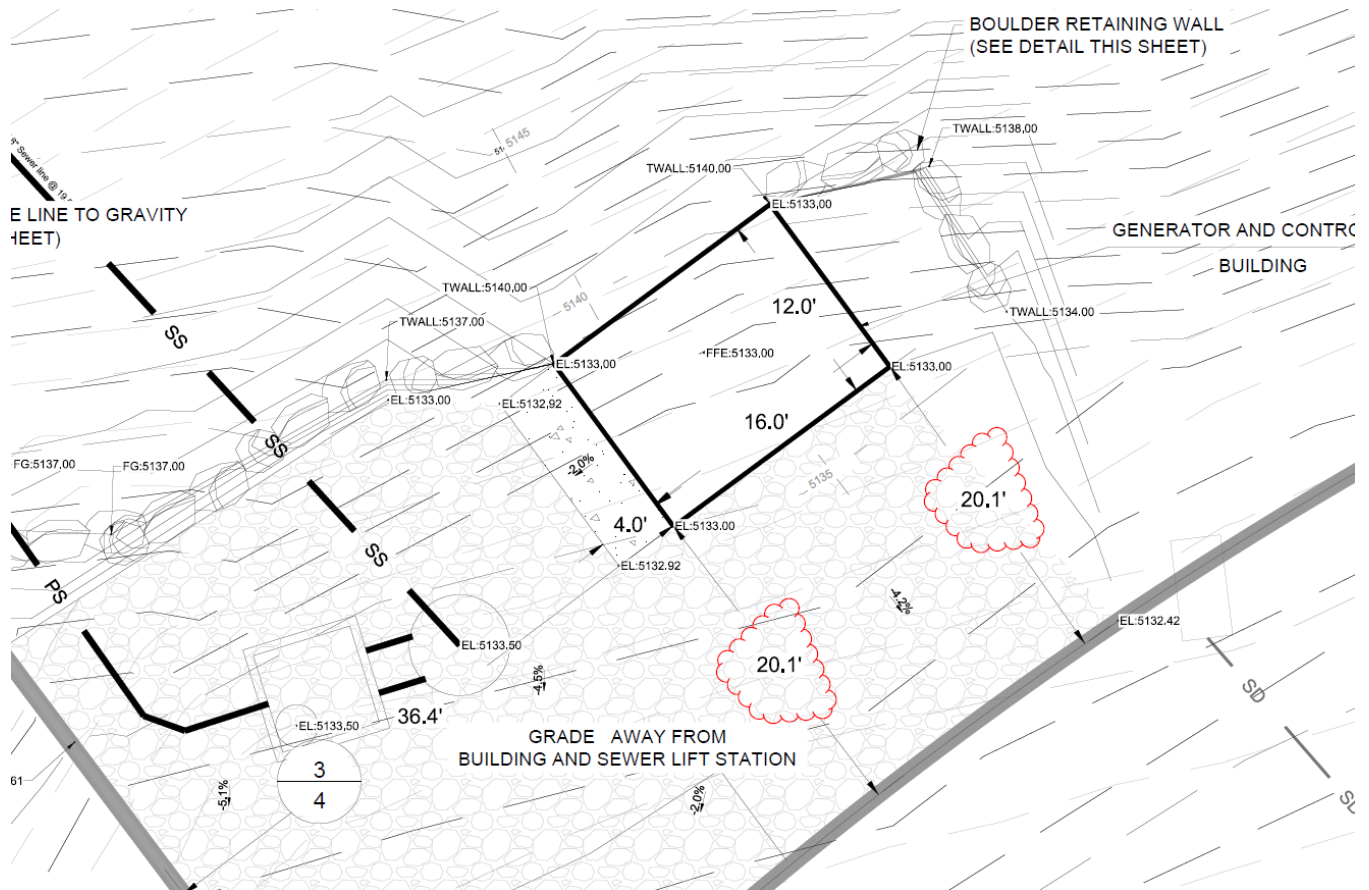 BOULDER RETAINING WALL
(SEE DETAIL THIS SHEET)
TWALL:5138.00
5145
51
TWALL:5140.00
8" Sewer line @ 19
EL:5133.00
E LINE TO GRAVITY
HEET)
GENERATOR AND CONTRO
BUILDING
TWALL:5140.00
5140
12.0'
TWALL:5134.00
TWALL:5137.00
SS
FFE:5133.00
EL:5133.00
EL:5133.00
EL:5133.00
EL:5132.92
16.0'
SS
FG:5137.00
FG:5137.00
-2.0%
5135
20.1'
4.0'
EL:5133.00
SS
EL:5132.92
PS
-4.2%
EL:5132.42
EL:5133.50
20.1'
-4.5%
SD
36.4'
EL:5133.50
GRADE AWAY FROM
BUILDING AND SEWER LIFT STATION
3
4
61
-5.1%
-2.0%
SD